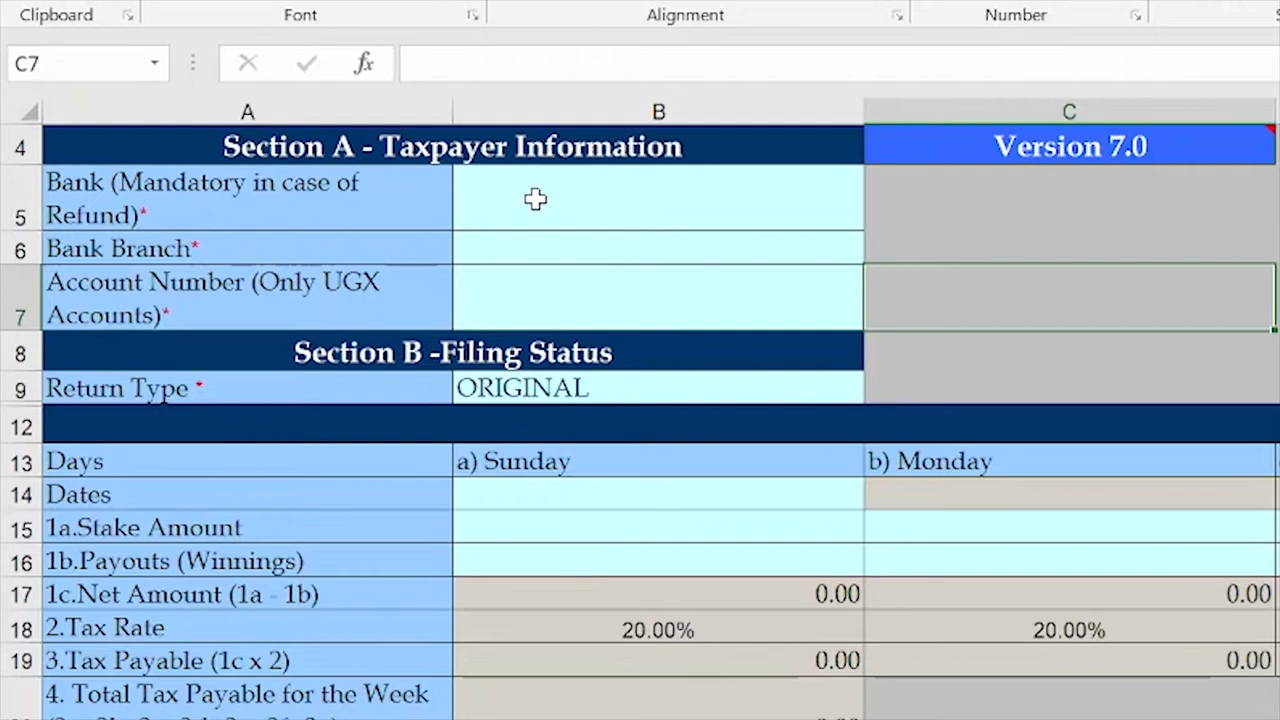 Clipboard Font Alignment Number
C7 fx
A B C
4 Section A - Taxpayer Information Version 7.0
Bank (Mandatory in case of
5 Refund)*
6 Bank Branch*
Account Number (Only UGX
7 Accounts)*
8 Section B -Filing Status
9 Return Type * ORIGINAL
12
13 Days a) Sunday b) Monday
14 Dates
15 1a.Stake Amount
16 1b.Payouts (Winnings)
17 1c.Net Amount (1a - 1b) 0.00 0.00
18 2.Tax Rate 20.00% 20.00%
19 3.Tax Payable (1c x 2) 0.00 0.00
4. Total Tax Payable for the Week